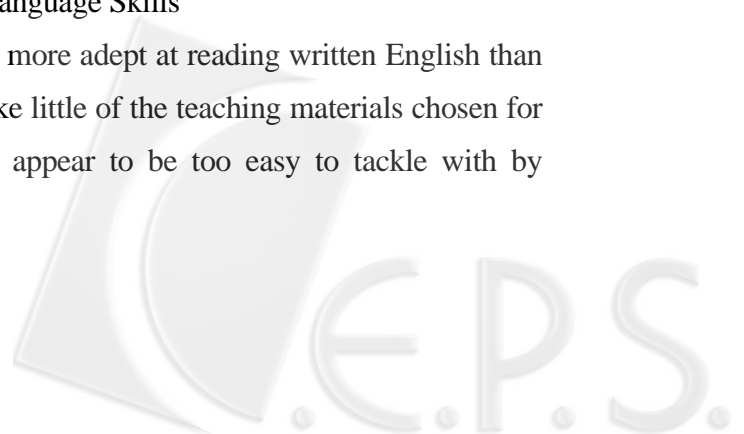 anguage Skills
more adept at reading written English than
ke little of the teaching materials chosen for
appear to be too easy to tackle with by
C.E.P.S.